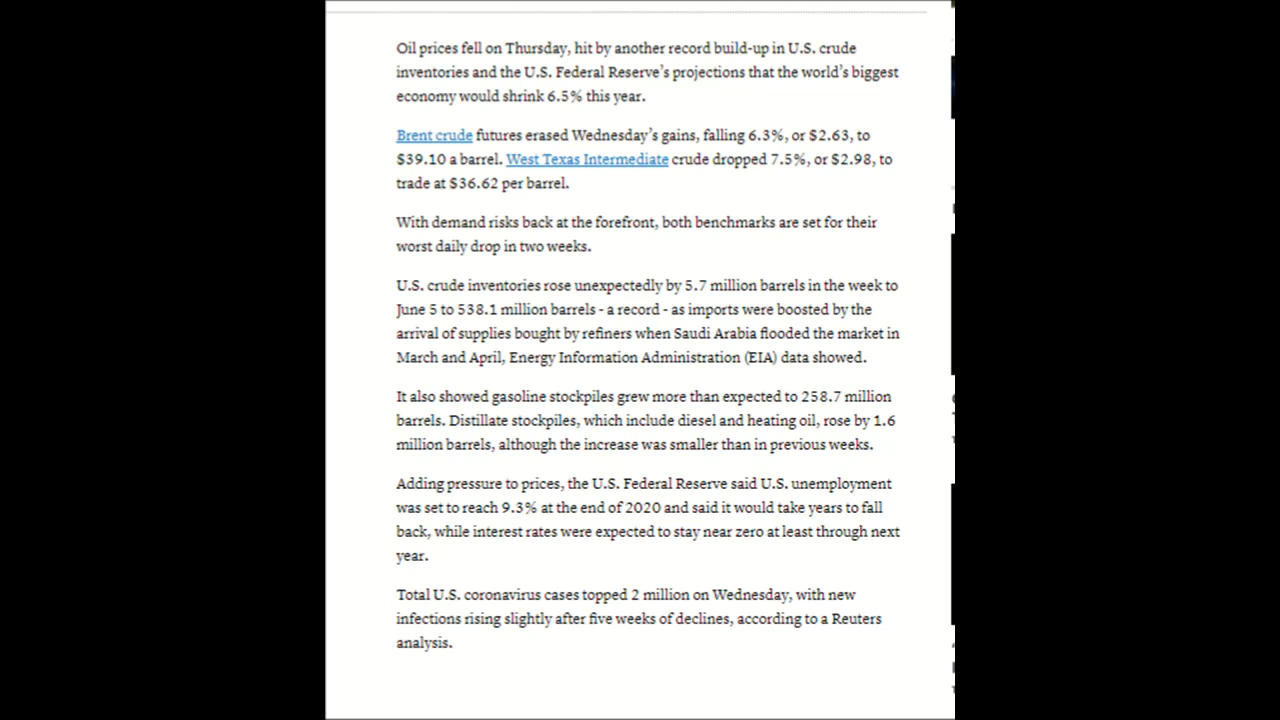 Oil prices fell on Thursday, hit by another record build-up in U.S. crude
inventories and the U.S. Federal Reserve’s projections that the world’s biggest
economy would shrink 6.5% this year.
Brent crude futures erased Wednesday’s gains, falling 6.3%, or $2.63, to
$39.10 a barrel. West Texas Intermediate crude dropped 7.5%, or $2.98, to
trade at $36.62 per barrel.
With demand risks back at the forefront, both benchmarks are set for their
worst daily drop in two weeks.
U.S. crude inventories rose unexpectedly by 5.7 million barrels in the week to
June 5 to 538.1 million barrels - a record - as imports were boosted by the
arrival of supplies bought by refiners when Saudi Arabia flooded the market in
March and April, Energy Information Administration (EIA) data showed.
It also showed gasoline stockpiles grew more than expected to 258.7 million
barrels. Distillate stockpiles, which include diesel and heating oil, rose by 1.6
million barrels, although the increase was smaller than in previous weeks.
Adding pressure to prices, the U.S. Federal Reserve said U.S. unemployment
was set to reach 9.3% at the end of 2020 and said it would take years to fall
back, while interest rates were expected to stay near zero at least through next
year.
Total U.S. coronavirus cases topped 2 million on Wednesday, with new
infections rising slightly after five weeks of declines, according to a Reuters
analysis.